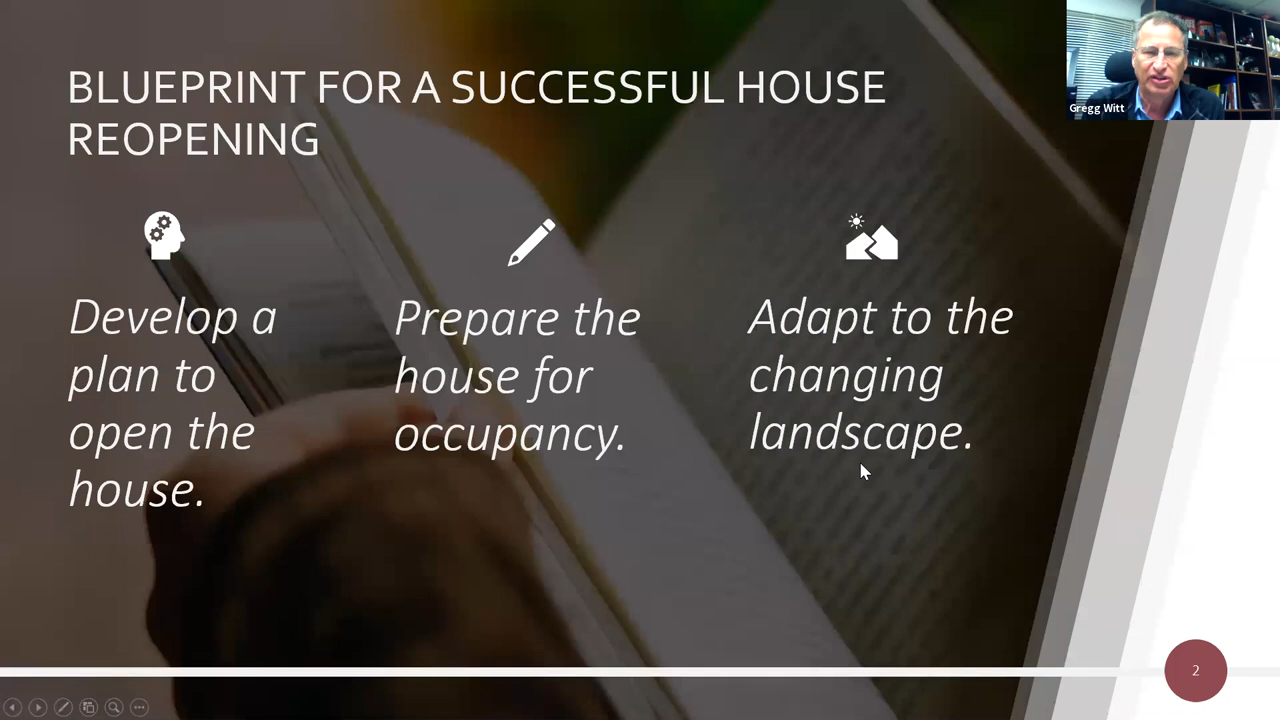 BLUEPRINT FOR A SUCCESSFUL HOUSE
REOPENING
Gregg Witt
Develop a
plan to
open the
house.
Prepare the
house for
occupancy.
Adapt to the
changing
landscape.
2